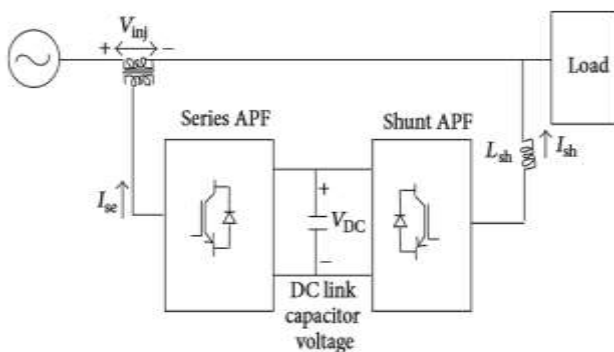 V_inj
+ −
Load
Series APF
Shunt APF
L_sh
I_sh
I_se
+
V_DC
−
DC link
capacitor
voltage